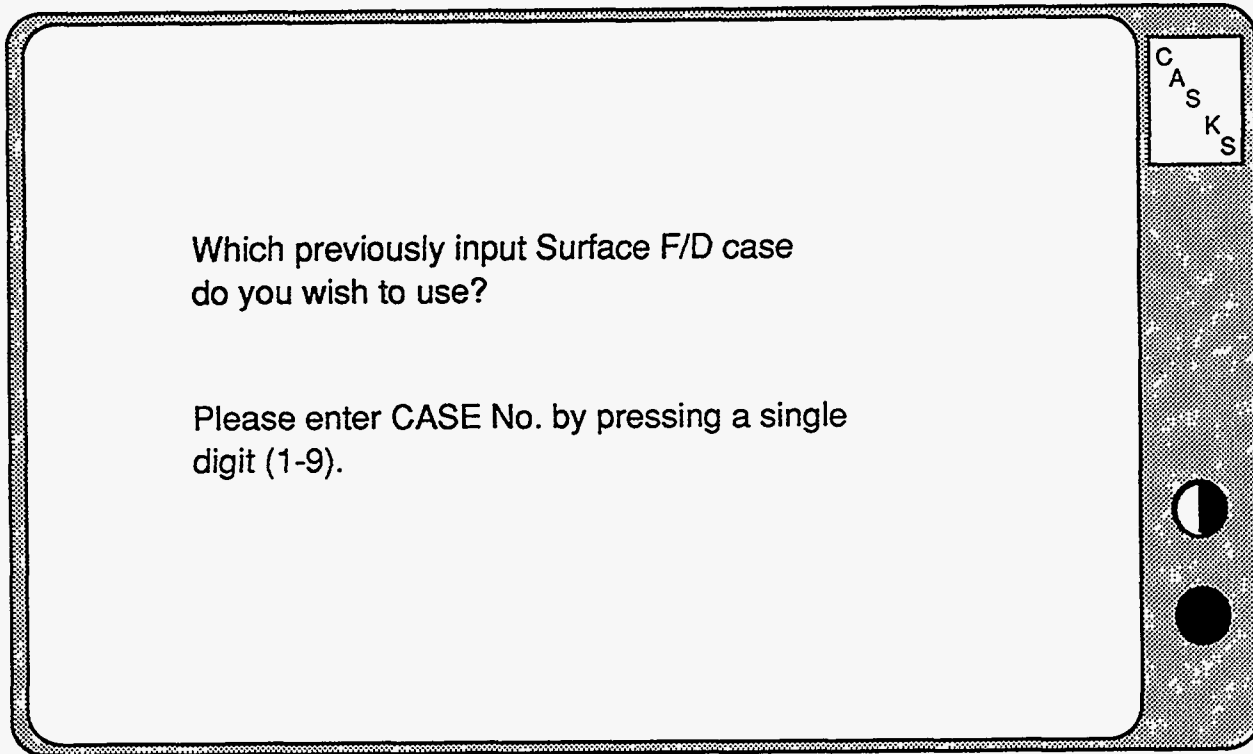 CASKS
Which previously input Surface F/D case
do you wish to use?
Please enter CASE No. by pressing a single
digit (1-9).